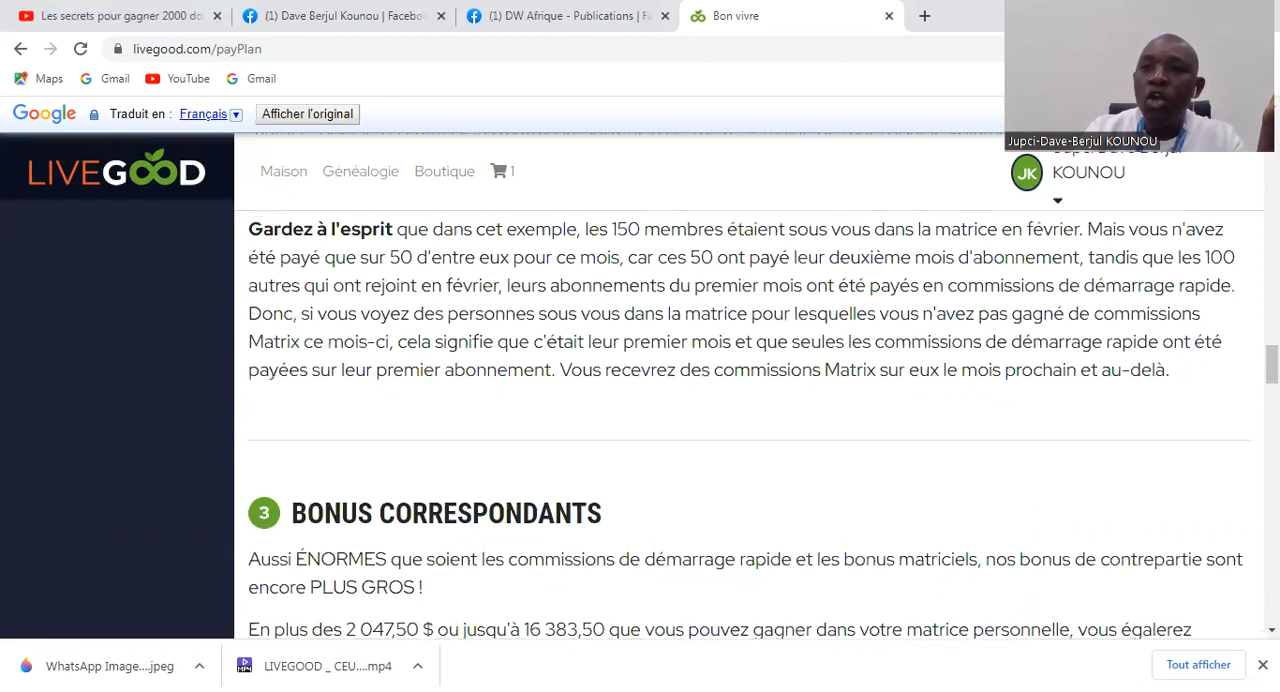 Les secrets pour gagner 2000 do
(1) Dave Berjul Kounou | Facebo
(1) DW Afrique - Publications | Fa
Bon vivre
livegood.com/payPlan
Maps
Gmail
YouTube
Gmail
Google
Traduit en :
Français
Afficher l'original
Jupci-Dave-Berjul KOUNOU
LIVEGOOD
Maison
Généalogie
Boutique
1
JK
KOUNOU
Gardez à l'esprit que dans cet exemple, les 150 membres étaient sous vous dans la matrice en février. Mais vous n'avez
été payé que sur 50 d'entre eux pour ce mois, car ces 50 ont payé leur deuxième mois d'abonnement, tandis que les 100
autres qui ont rejoint en février, leurs abonnements du premier mois ont été payés en commissions de démarrage rapide.
Donc, si vous voyez des personnes sous vous dans la matrice pour lesquelles vous n'avez pas gagné de commissions
Matrix ce mois-ci, cela signifie que c'était leur premier mois et que seules les commissions de démarrage rapide ont été
payées sur leur premier abonnement. Vous recevrez des commissions Matrix sur eux le mois prochain et au-delà.
3 BONUS CORRESPONDANTS
Aussi ÉNORMES que soient les commissions de démarrage rapide et les bonus matriciels, nos bonus de contrepartie sont
encore PLUS GROS !
En plus des 2 047,50 $ ou jusqu'à 16 383,50 que vous pouvez gagner dans votre matrice personnelle, vous égalerez
WhatsApp Image....jpeg
LIVEGOOD _ CEU....mp4
Tout afficher